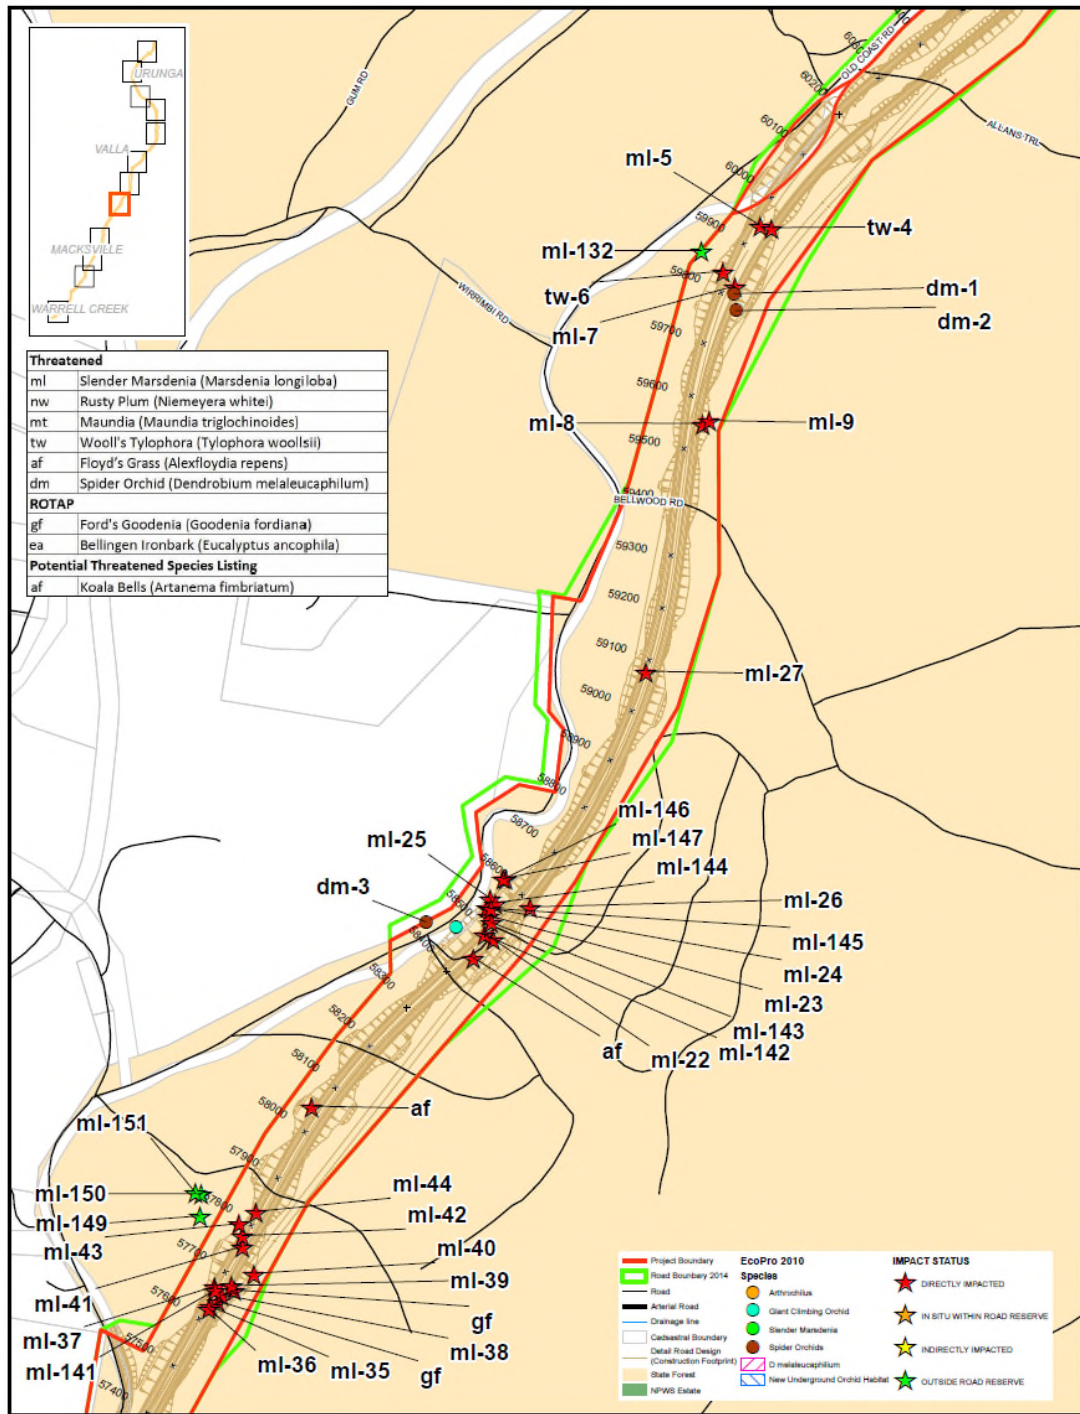 URUNGA
VALLA
MACKSVILLE
WARRELL CREEK
Threatened
ml Slender Marsdenia (Marsdenia longiloba)
nw Rusty Plum (Niemeyera whitei)
mt Maundia (Maundia triglochinoides)
tw Wooll's Tylophora (Tylophora woollsii)
af Floyd's Grass (Alexfloydia repens)
dm Spider Orchid (Dendrobium melaleucaphilum)
ROTAP
gf Ford's Goodenia (Goodenia fordiana)
ea Bellingen Ironbark (Eucalyptus ancophila)
Potential Threatened Species Listing
af Koala Bells (Artanema fimbriatum)
GUM RD
OLD COAST RD
ALLANS TRL
WIRRIMBI RD
BELLWOOD RD
60200
60100
60000
59900
59800
59700
59600
59500
59400
59300
59200
59100
59000
58900
58800
58700
58600
58500
58400
58300
58200
58100
58000
57900
57800
57700
57600
57500
57400
ml-5
tw-4
ml-132
tw-6
dm-1
ml-7
dm-2
ml-8
ml-9
ml-27
ml-146
ml-147
ml-25
ml-144
dm-3
ml-26
ml-145
ml-24
ml-23
ml-143
ml-142
af
ml-22
af
ml-151
ml-150
ml-44
ml-149
ml-42
ml-43
ml-40
ml-39
ml-41
gf
ml-37
ml-38
ml-141
ml-36
ml-35
gf
Project Boundary
Road Bounbary 2014
Road
Arterial Road
Drainage line
Cadsastral Boundary
Detail Road Design
(Construction Footprint)
State Forest
NPWS Estate
EcoPro 2010
Species
Arthrochilus
Giant Climbing Orchid
Slender Marsdenia
Spider Orchids
D melaleucaphilium
New Underground Orchid Habitat
IMPACT STATUS
DIRECTLY IMPACTED
IN SITU WITHIN ROAD RESERVE
INDIRECTLY IMPACTED
OUTSIDE ROAD RESERVE